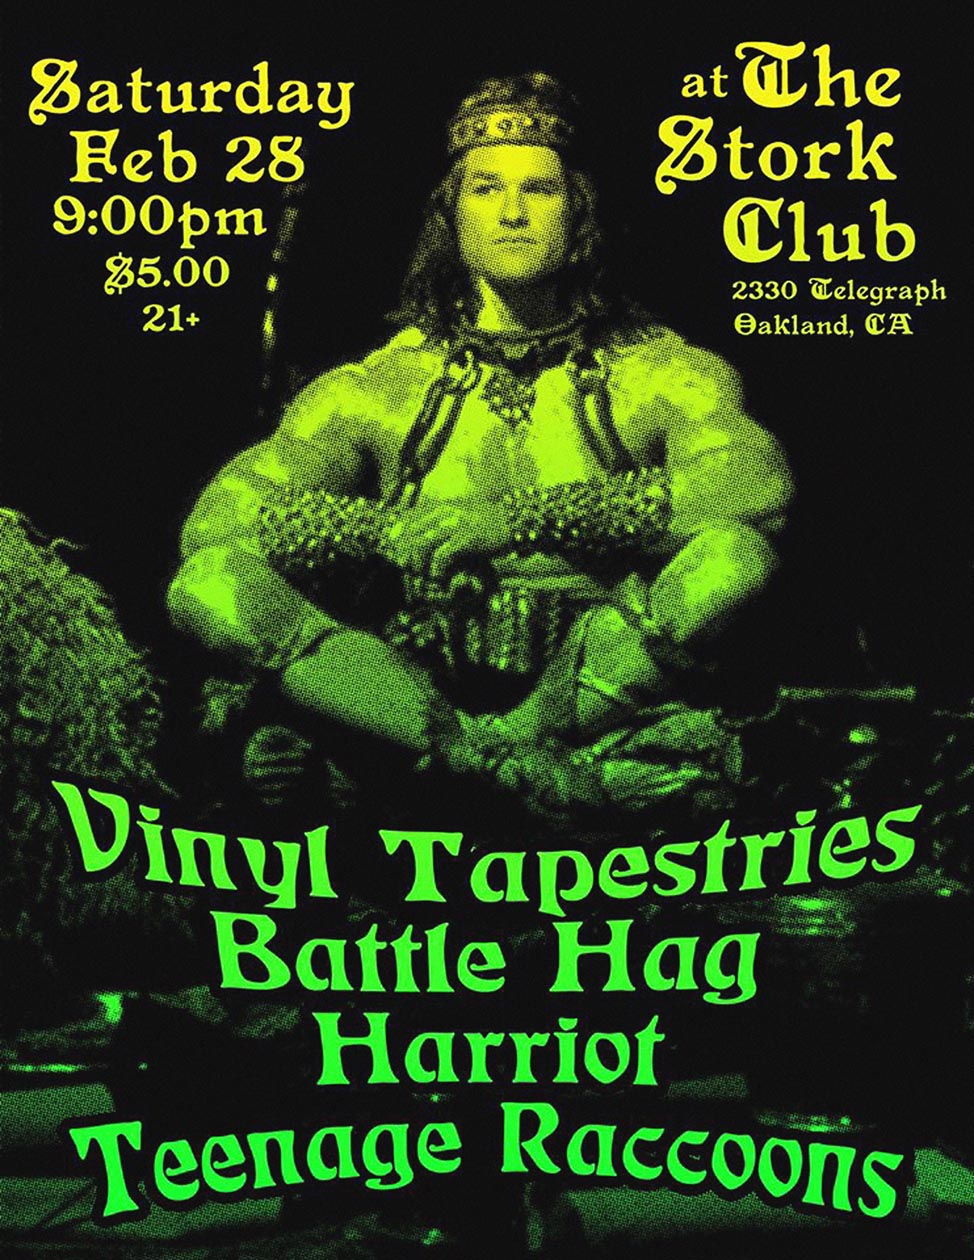 Saturday
Feb 28
9:00pm
$5.00
21+
at The
Stork
Club
2330 Telegraph
Oakland, CA
Vinyl Tapestries
Battle Hag
Harriot
Teenage Raccoons